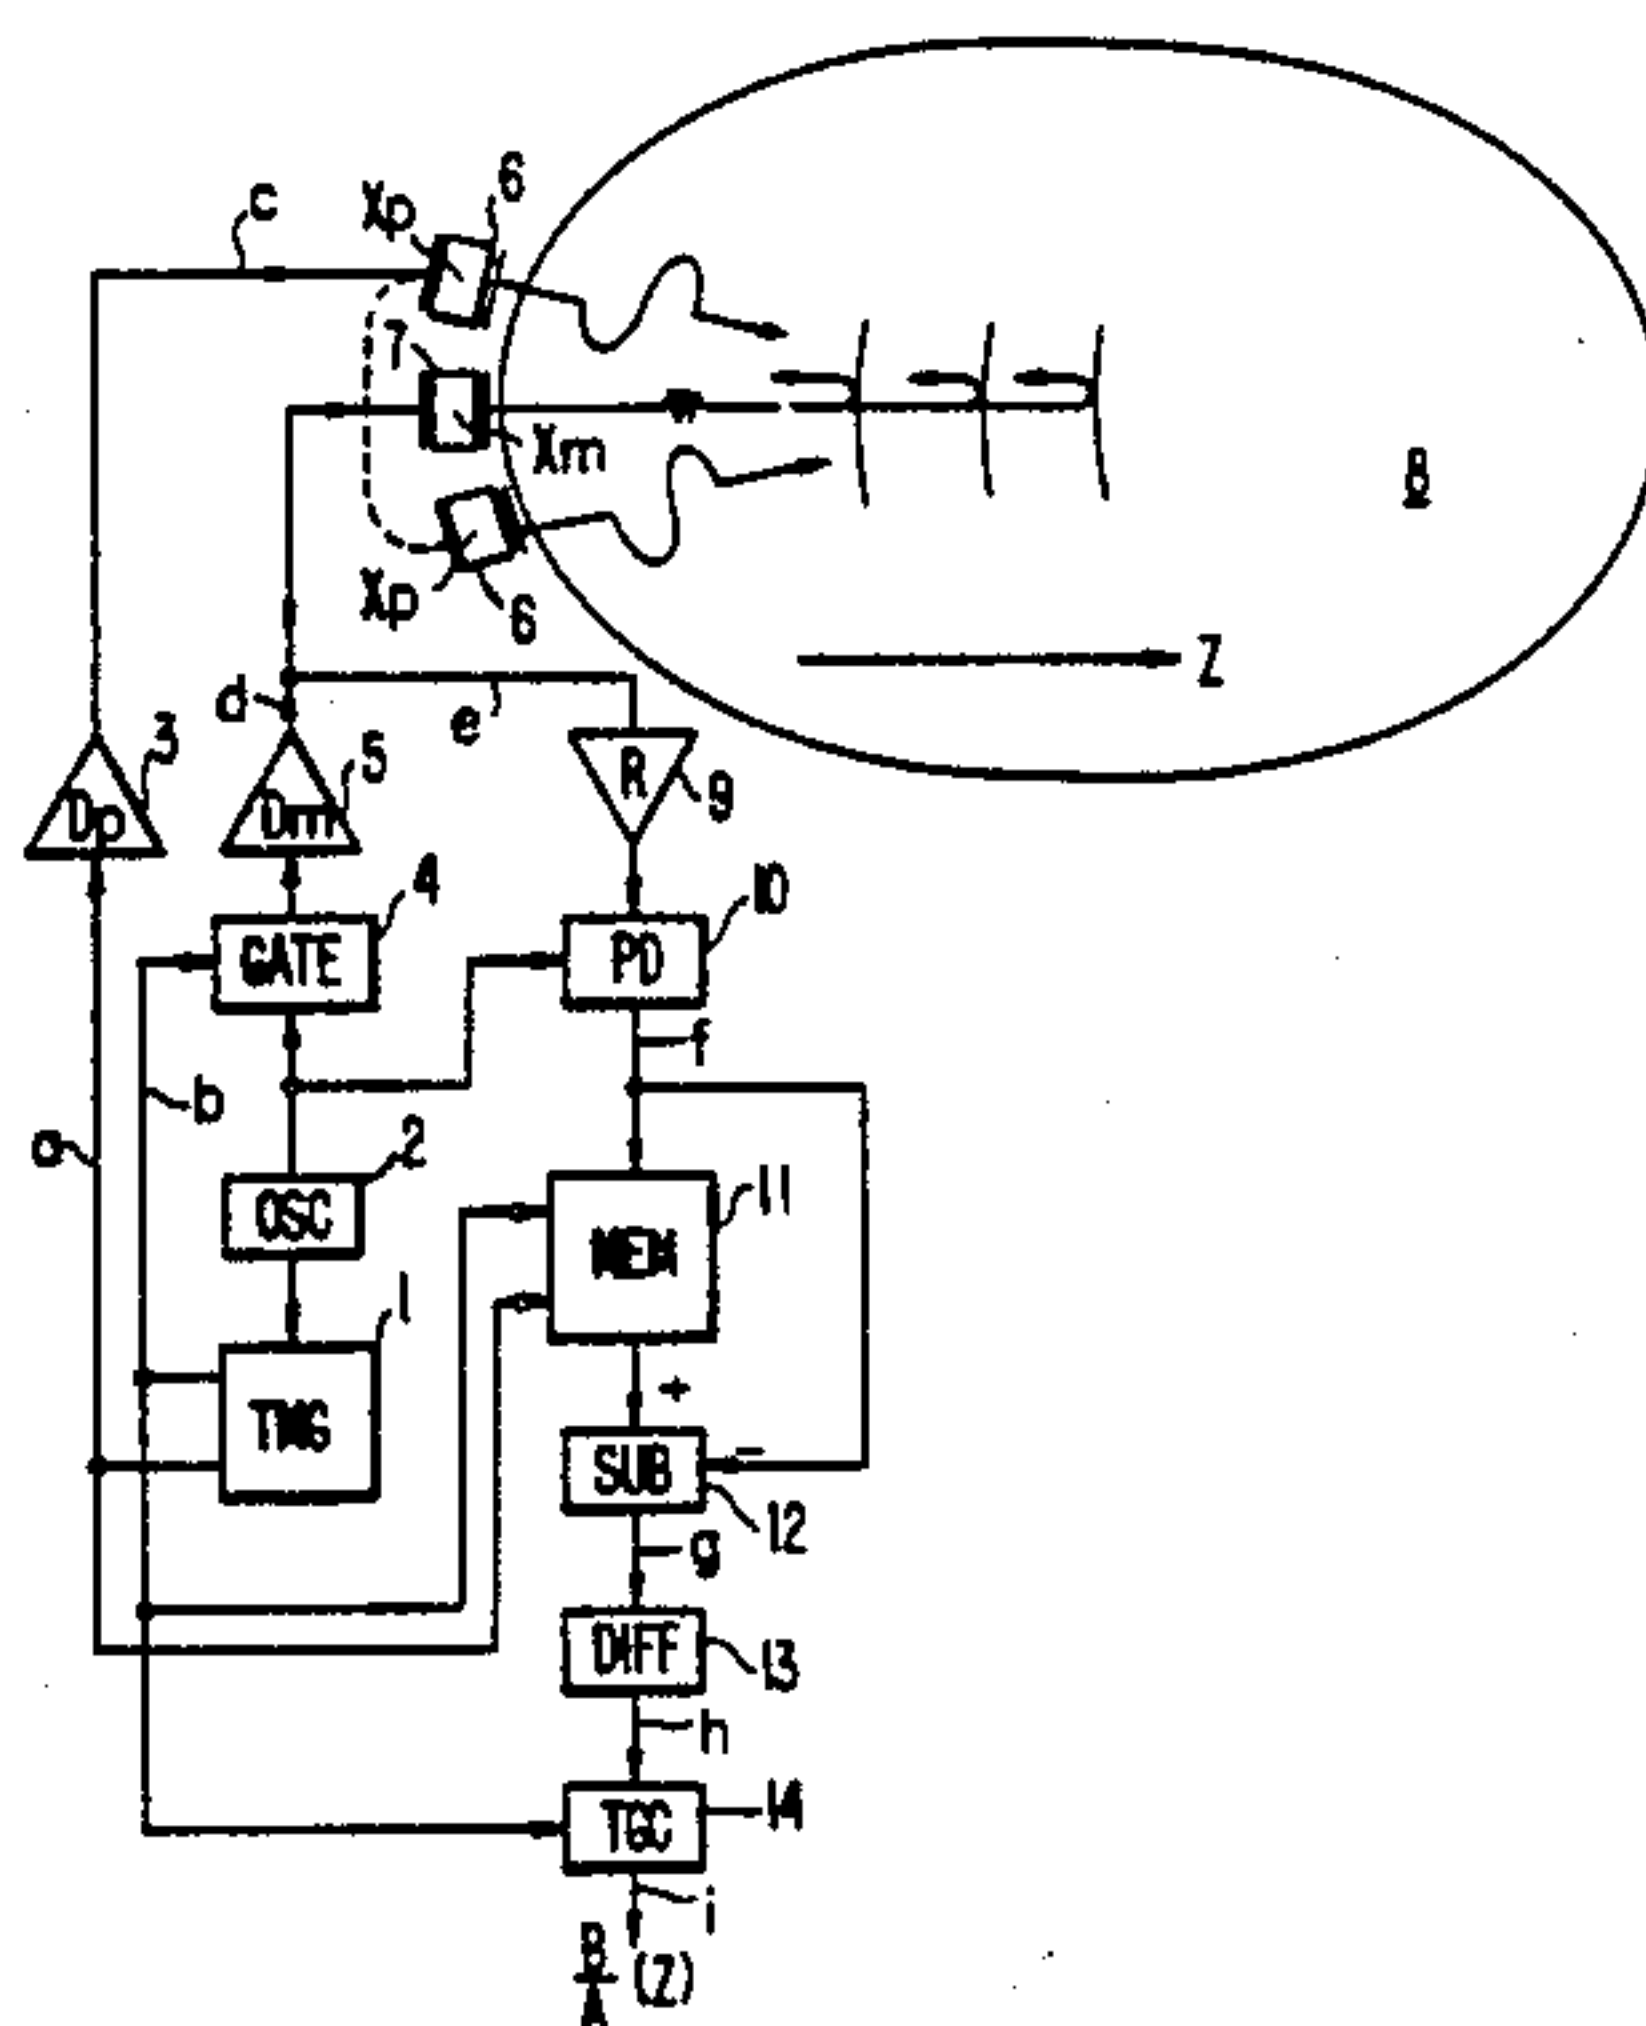 6
Xp
c
7
Xm
8
Xp
6
Z
d
e
3
5
R
9
Dp
Dm
4
10
GATE
PD
f
b
a
2
11
OSC
MEM
1
+
TMG
SUB
-
12
g
DIFF
13
h
14
TGC
i
B
(Z)
A